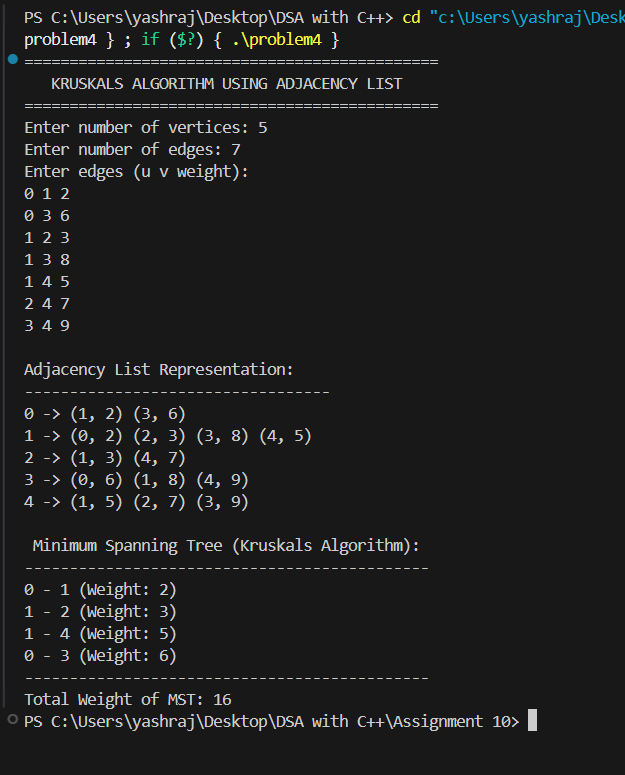 PS C:\Users\yashraj\Desktop\DSA with C++> cd "c:\Users\yashraj\Desk
problem4 } ; if ($?) { .\problem4 }
==============================================
KRUSKALS ALGORITHM USING ADJACENCY LIST
==============================================
Enter number of vertices: 5
Enter number of edges: 7
Enter edges (u v weight):
0 1 2
0 3 6
1 2 3
1 3 8
1 4 5
2 4 7
3 4 9
Adjacency List Representation:
----------------------------------
0 -> (1, 2) (3, 6)
1 -> (0, 2) (2, 3) (3, 8) (4, 5)
2 -> (1, 3) (4, 7)
3 -> (0, 6) (1, 8) (4, 9)
4 -> (1, 5) (2, 7) (3, 9)
Minimum Spanning Tree (Kruskals Algorithm):
---------------------------------------------
0 - 1 (Weight: 2)
1 - 2 (Weight: 3)
1 - 4 (Weight: 5)
0 - 3 (Weight: 6)
---------------------------------------------
Total Weight of MST: 16
PS C:\Users\yashraj\Desktop\DSA with C++\Assignment 10>